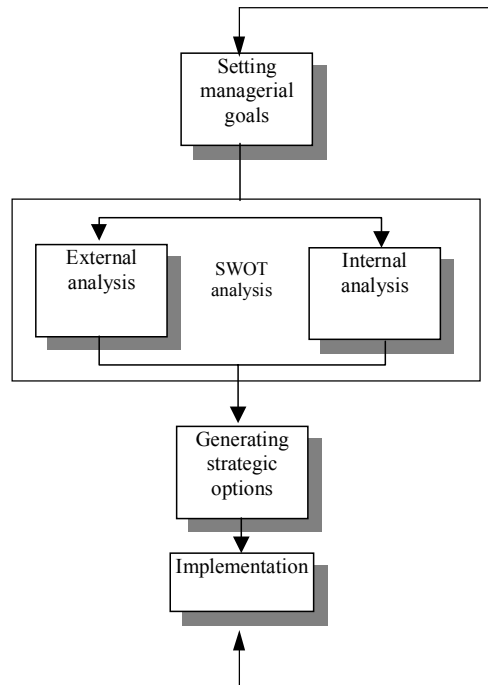 Setting
managerial
goals
External
analysis
SWOT
analysis
Internal
analysis
Generating
strategic
options
Implementation